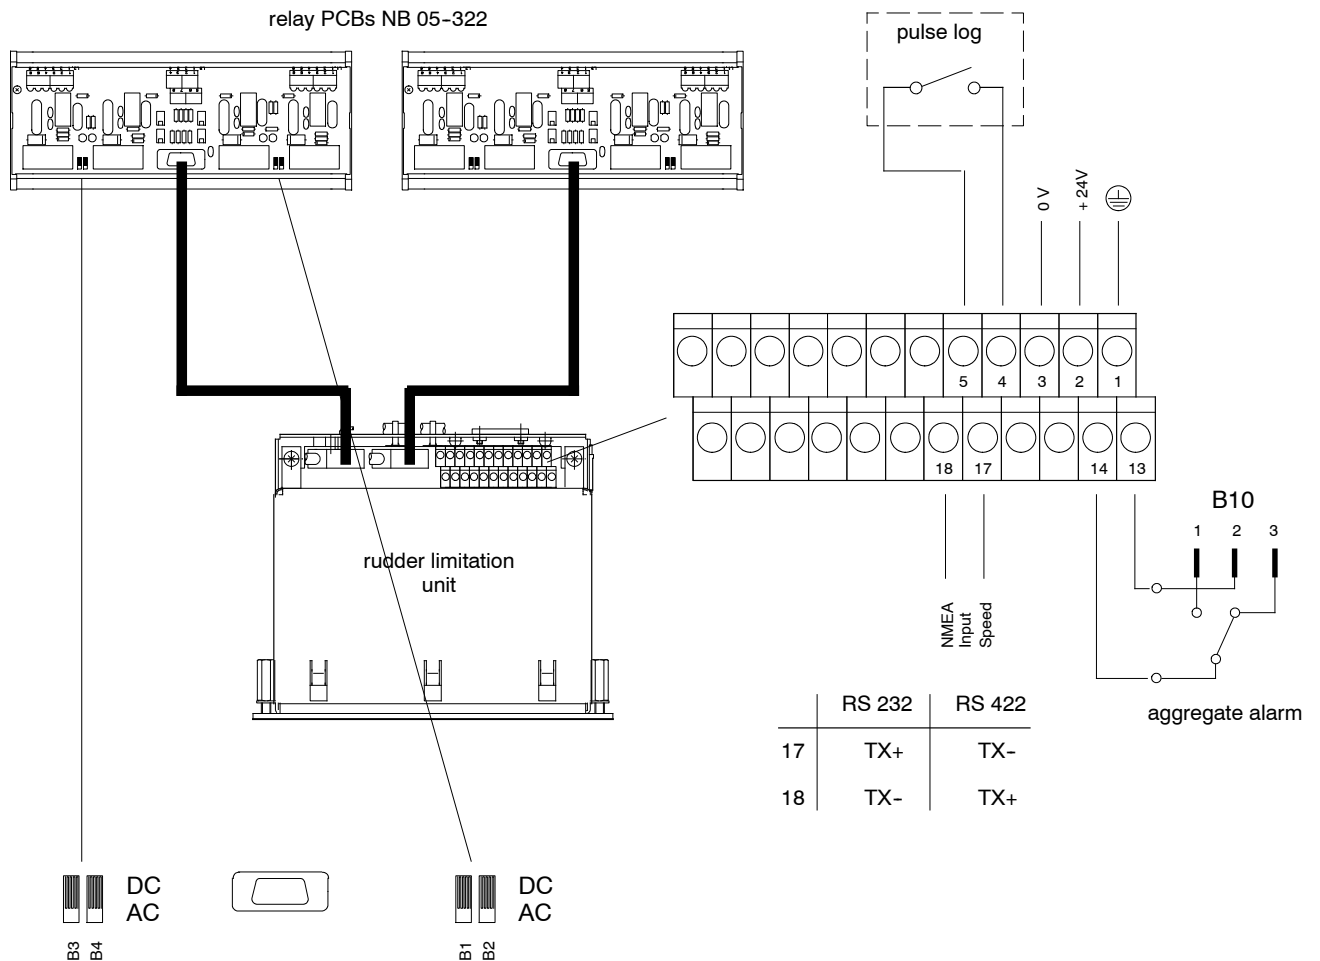 relay PCBs NB 05-322
pulse log
0 V
+ 24V
5 4 3 2 1
18 17 14 13
rudder limitation
unit
NMEA
Input
Speed
B10
1 2 3
aggregate alarm
RS 232 RS 422
17 TX+ TX-
18 TX- TX+
DC
AC
B3
B4
DC
AC
B1
B2